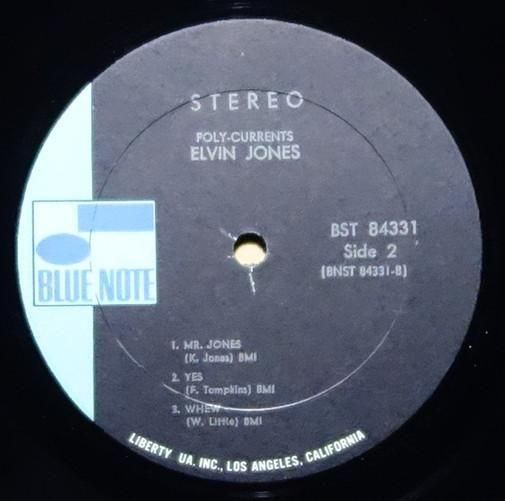 STEREO
POLY-CURRENTS
ELVIN JONES
BST 84331
Side 2
(BNST 84331-B)
BLUE NOTE
1. MR. JONES
(K. Jones) BMI
2. YES
(F. Tompkins) BMI
3. WHEW
(W. Little) BMI
LIBERTY UA. INC., LOS ANGELES, CALIFORNIA